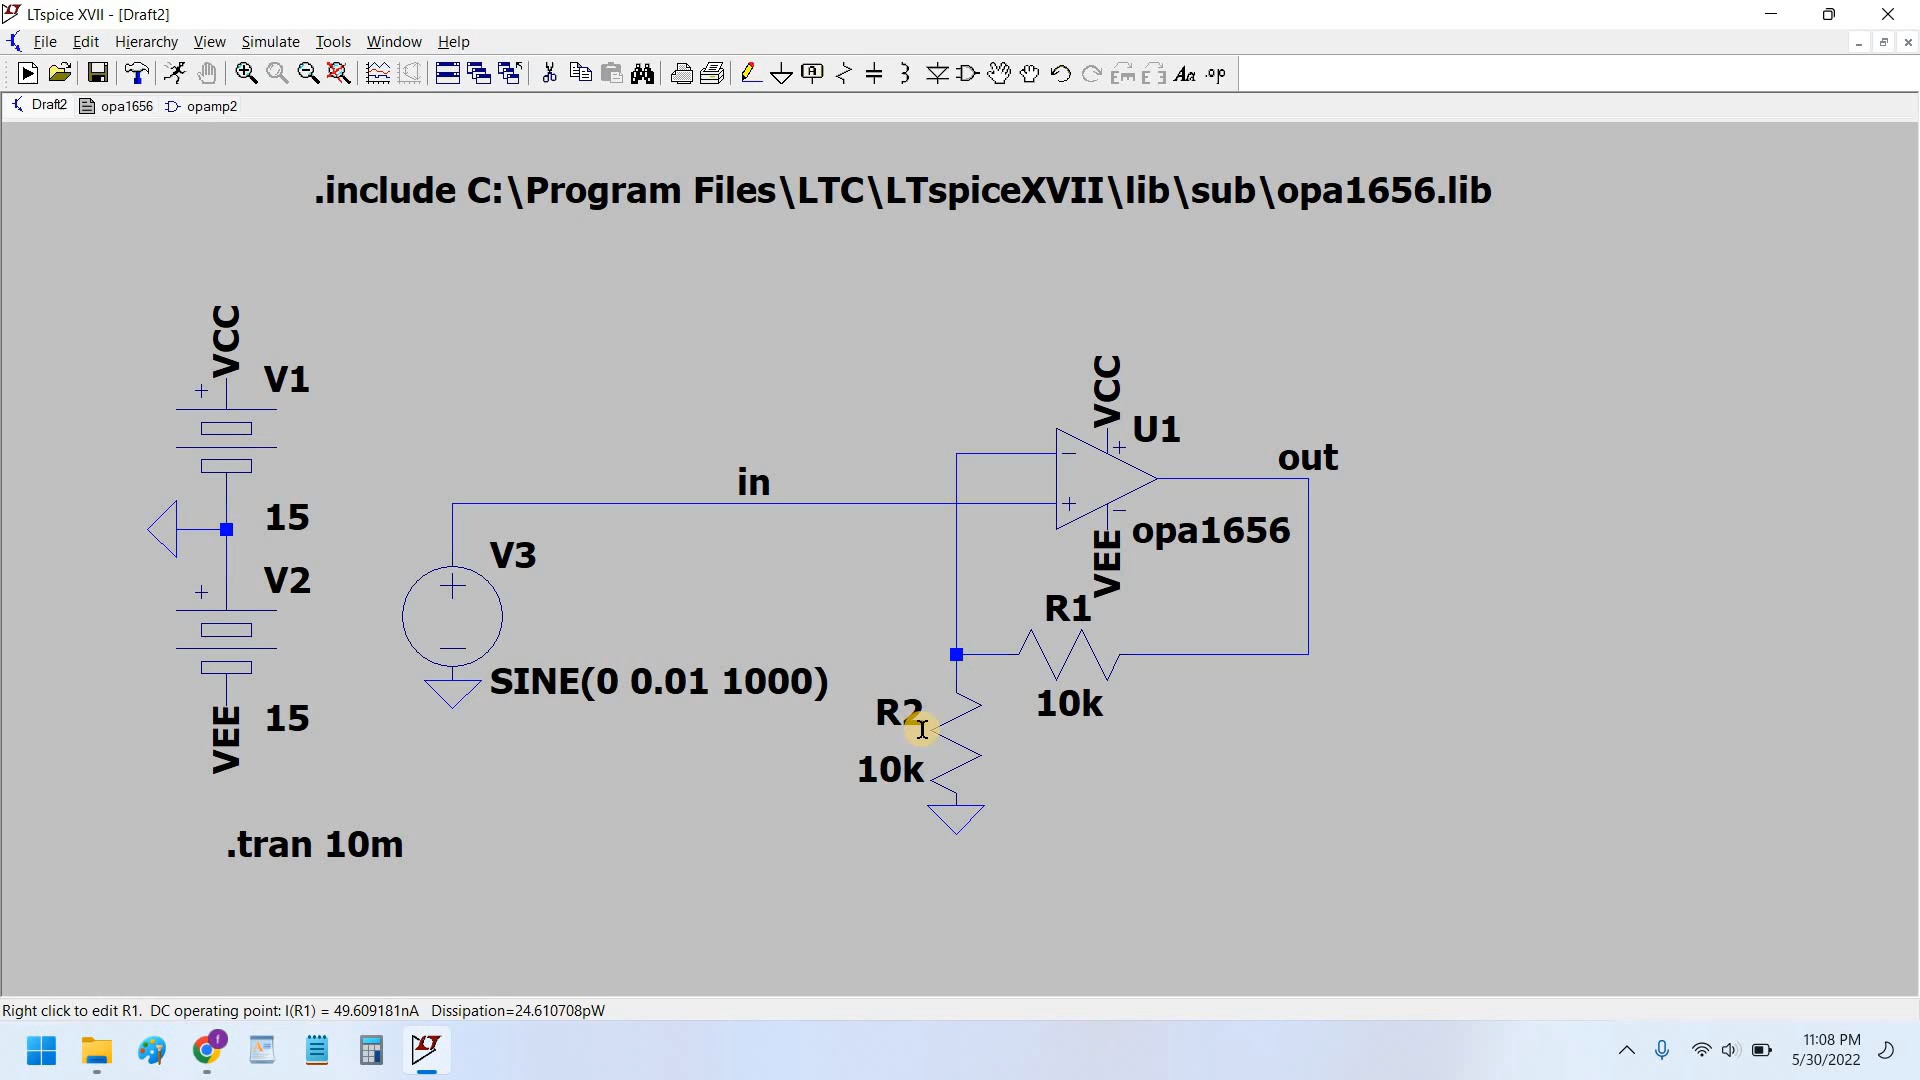 LTspice XVII - [Draft2]
File Edit Hierarchy View Simulate Tools Window Help
Draft2 opa1656 opamp2
.include C:\Program Files\LTC\LTspiceXVII\lib\sub\opa1656.lib
VCC
V1
15
V2
15
VEE
.tran 10m
in
V3
SINE(0 0.01 1000)
VCC
U1
out
opa1656
VEE
R1
10k
R2
10k
Right click to edit R1. DC operating point: I(R1) = 49.609181nA Dissipation=24.610708pW
11:08 PM
5/30/2022